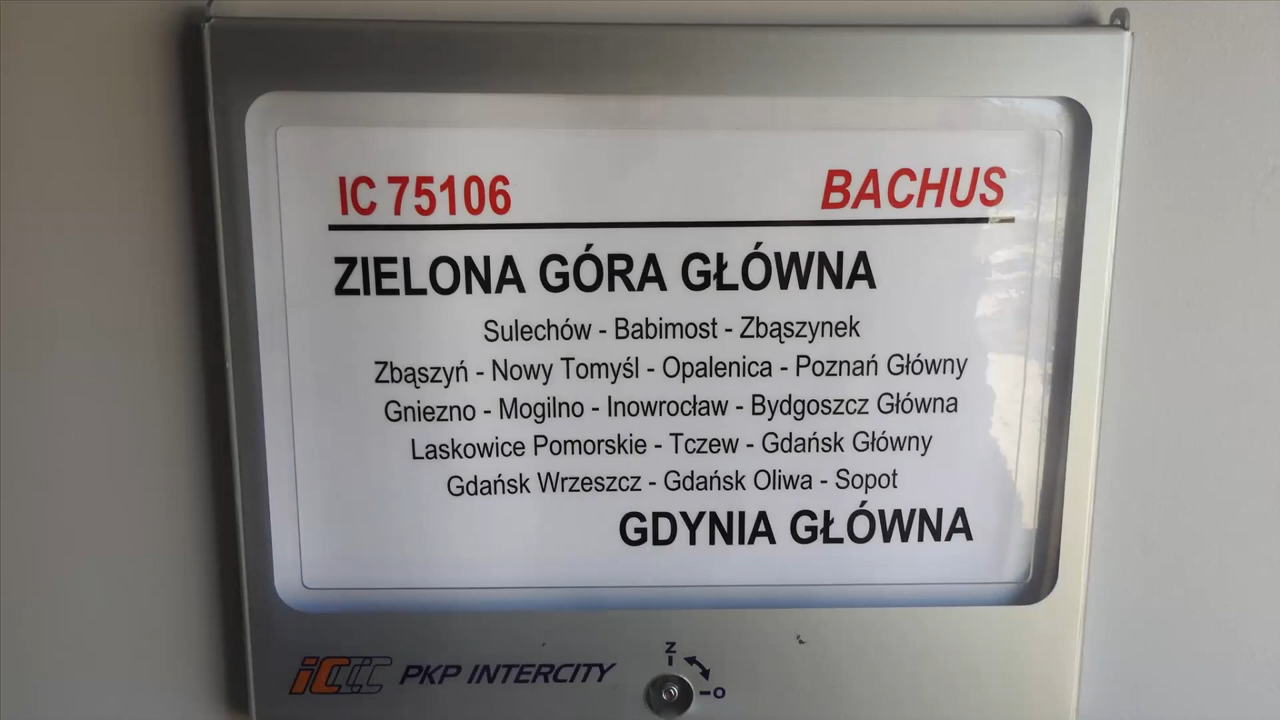 IC 75106 BACHUS
ZIELONA GÓRA GŁÓWNA
Sulechów - Babimost - Zbąszynek
Zbąszyń - Nowy Tomyśl - Opalenica - Poznań Główny
Gniezno - Mogilno - Inowrocław - Bydgoszcz Główna
Laskowice Pomorskie - Tczew - Gdańsk Główny
Gdańsk Wrzeszcz - Gdańsk Oliwa - Sopot
GDYNIA GŁÓWNA
Z
iCCC PKP INTERCITY
O